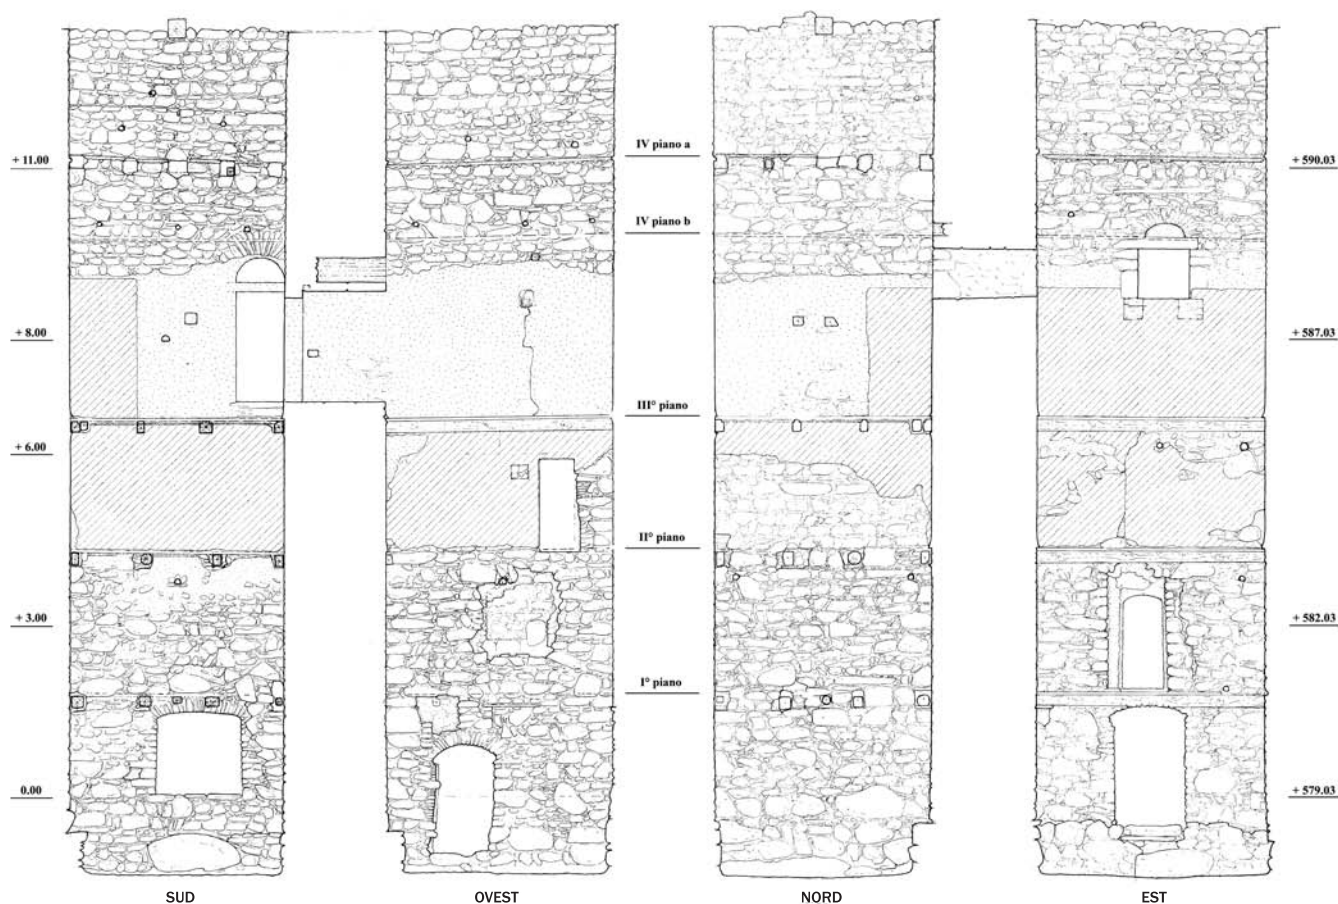 IV piano a
+ 11.00
+ 590.03
IV piano b
+ 8.00
+ 587.03
III° piano
+ 6.00
II° piano
+ 3.00
+ 582.03
I° piano
0.00
+ 579.03
SUD
OVEST
NORD
EST